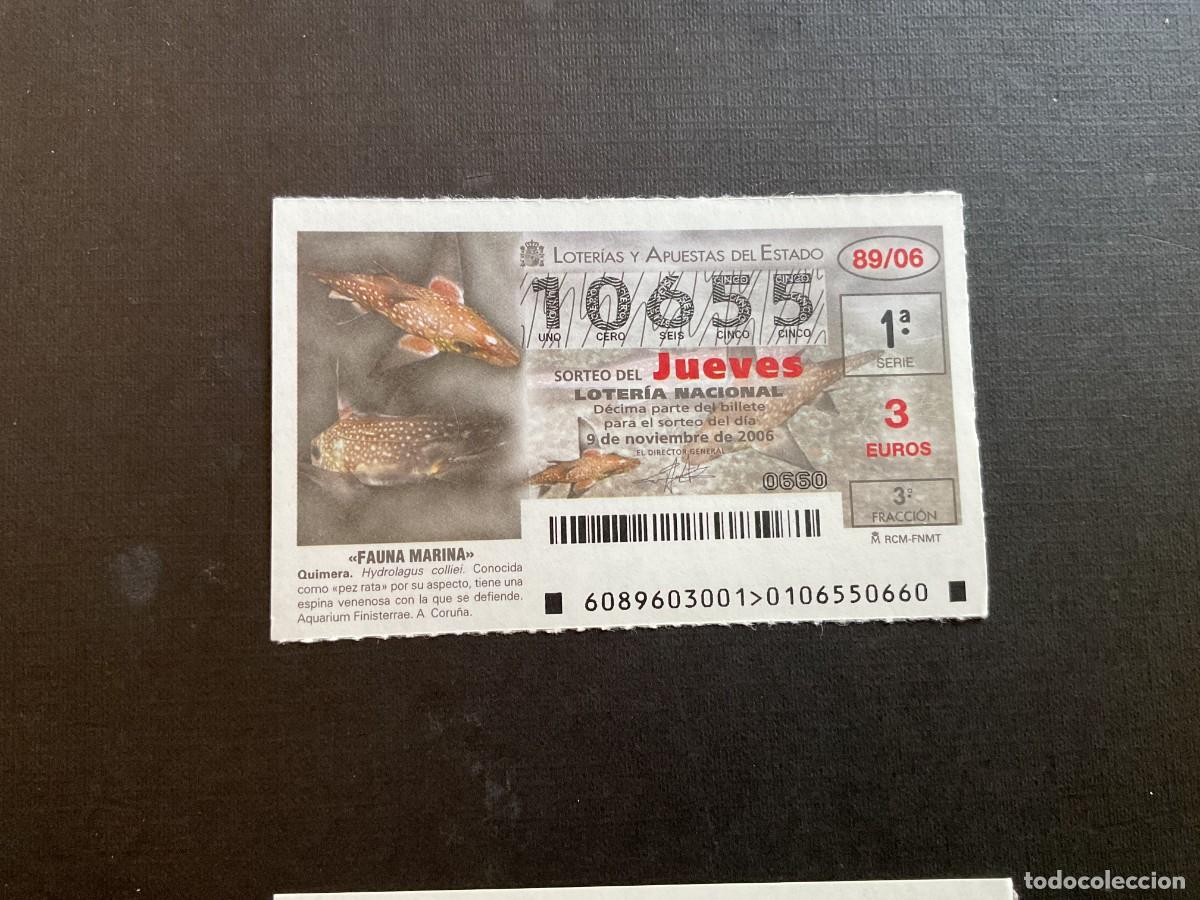 LOTERÍAS Y APUESTAS DEL ESTADO
89/06
10655
UNO CERO SEIS CINCO CINCO
1ª
SERIE
SORTEO DEL Jueves
LOTERÍA NACIONAL
Décima parte del billete
para el sorteo del día
9 de noviembre de 2006
EL DIRECTOR GENERAL
3
EUROS
0660
3ª
FRACCIÓN
RCM-FNMT
«FAUNA MARINA»
Quimera. Hydrolagus colliei. Conocida
como «pez rata» por su aspecto, tiene una
espina venenosa con la que se defiende.
Aquarium Finisterrae. A Coruña.
6089603001>0106550660
todocoleccion